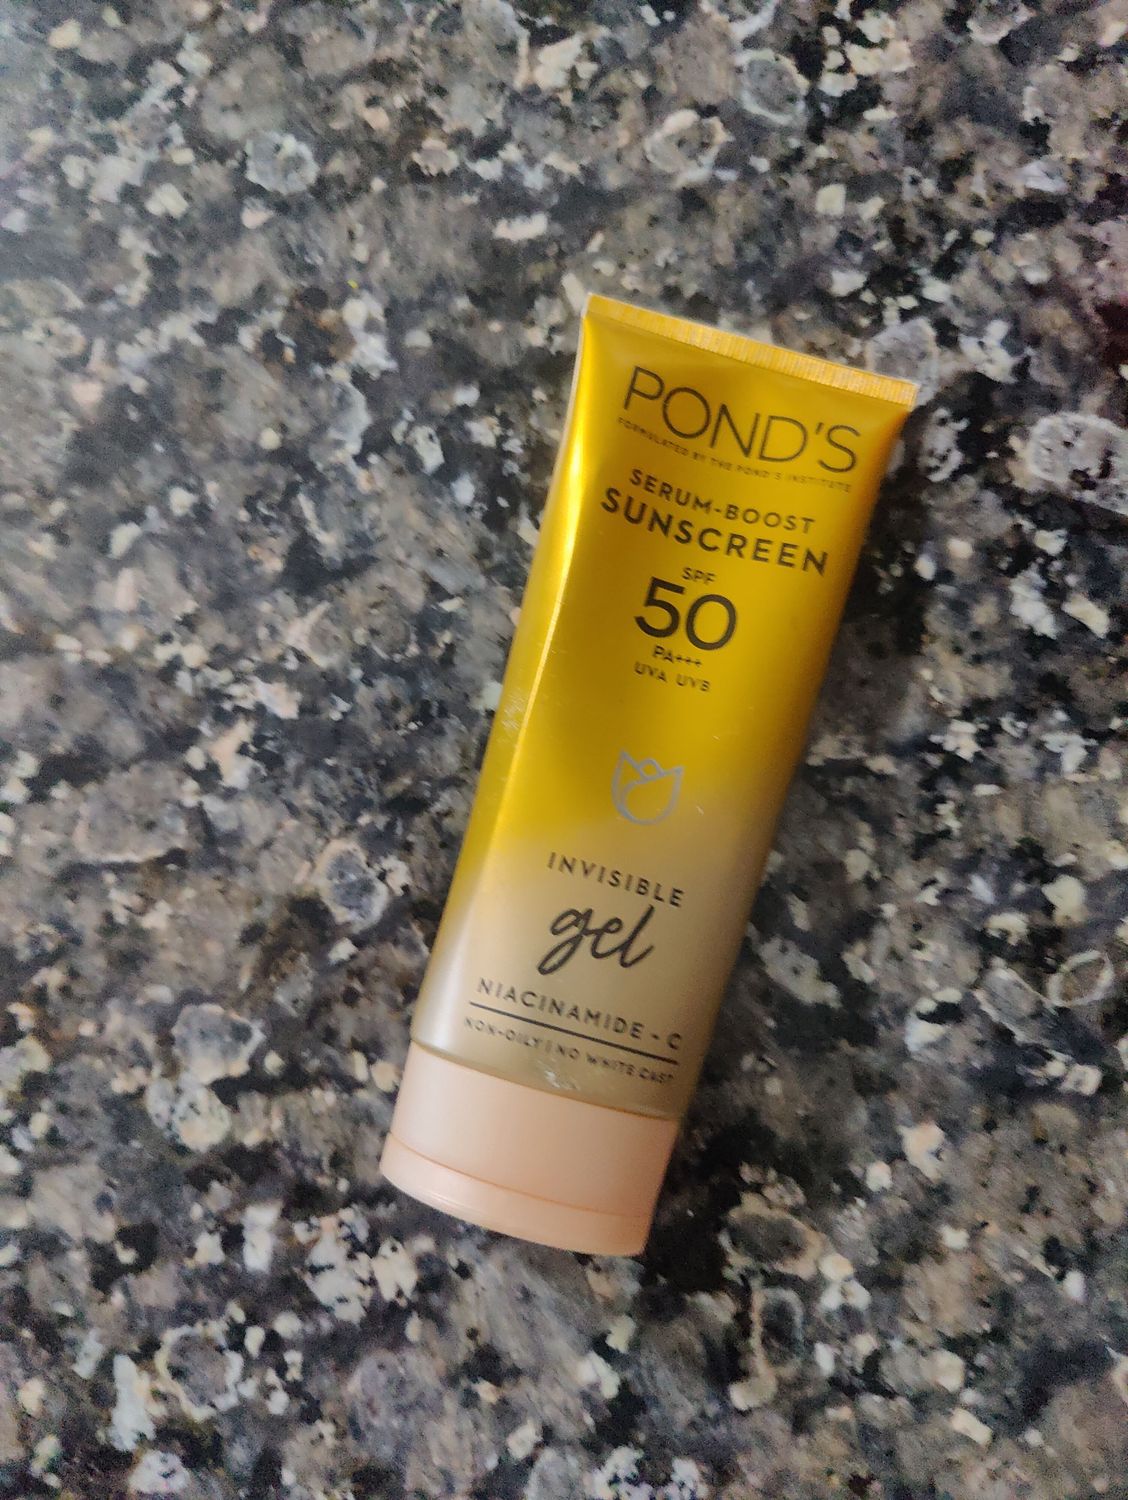 POND'S
FORMULATED BY THE POND'S INSTITUTE
SERUM-BOOST
SUNSCREEN
SPF
50
PA+++
UVA UVB
INVISIBLE
gel
NIACINAMIDE - C
NON-OILY | NO WHITE CAST